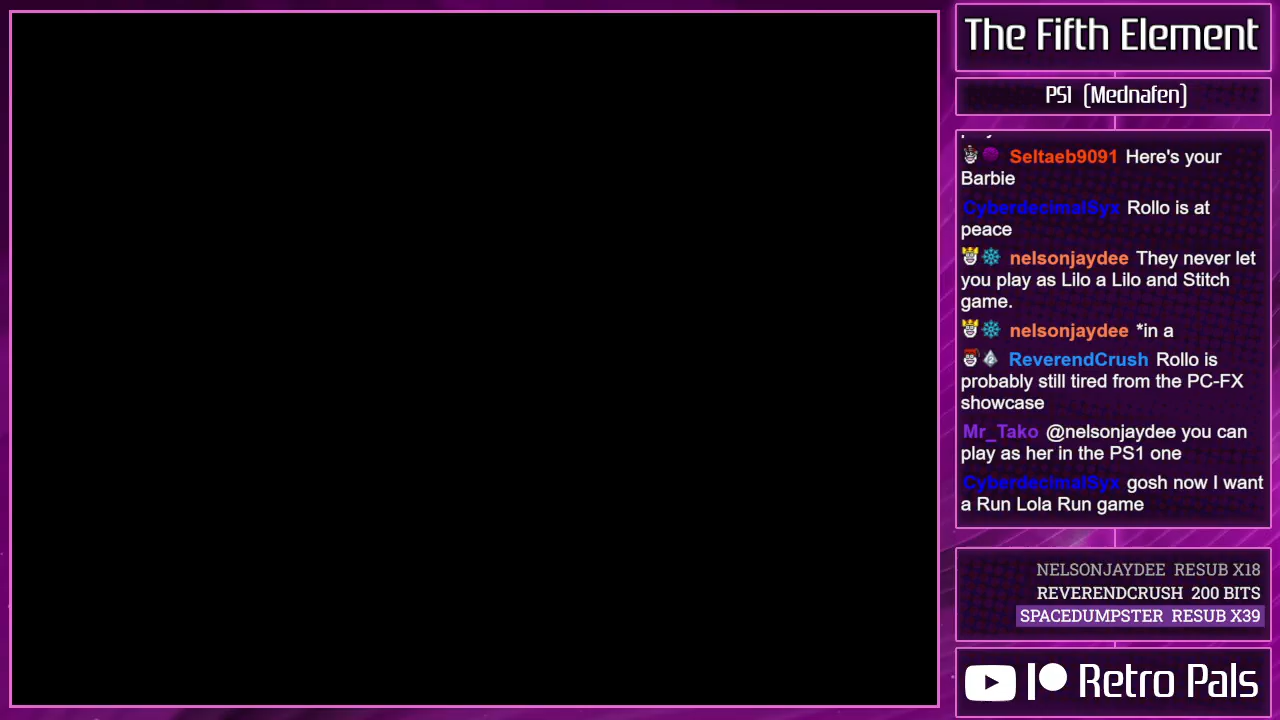 The Fifth Element
PS1 (Mednafen)
Seltaeb9091 Here's your
Barbie
CyberdecimalSyx Rollo is at
peace
nelsonjaydee They never let
you play as Lilo a Lilo and Stitch
game.
nelsonjaydee *in a
ReverendCrush Rollo is
probably still tired from the PC-FX
showcase
Mr_Tako @nelsonjaydee you can
play as her in the PS1 one
CyberdecimalSyx gosh now I want
a Run Lola Run game
NELSONJAYDEE RESUB X18
REVERENDCRUSH 200 BITS
SPACEDUMPSTER RESUB X39
Retro Pals